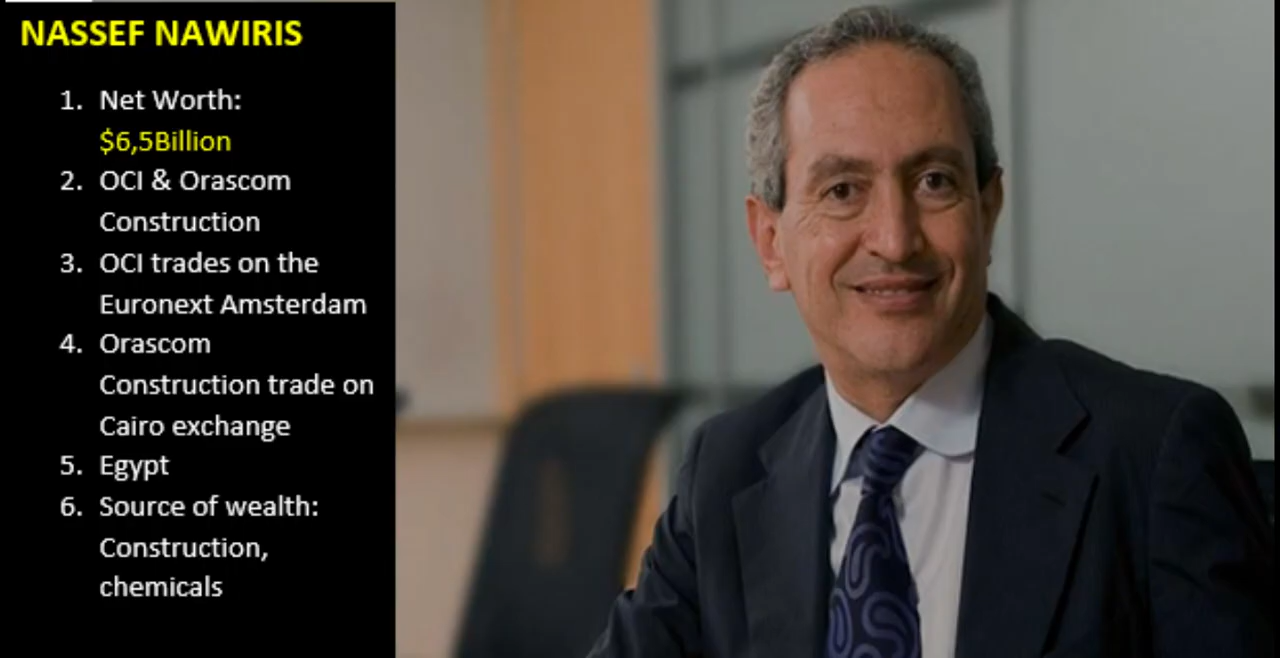 NASSEF NAWIRIS
1. Net Worth:
$6,5Billion
2. OCI & Orascom
Construction
3. OCI trades on the
Euronext Amsterdam
4. Orascom
Construction trade on
Cairo exchange
5. Egypt
6. Source of wealth:
Construction,
chemicals